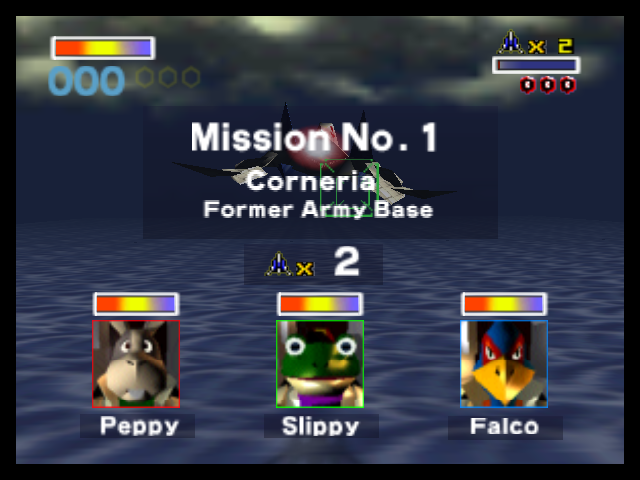 x 2
000
Mission No. 1
Corneria
Former Army Base
x 2
Peppy Slippy Falco